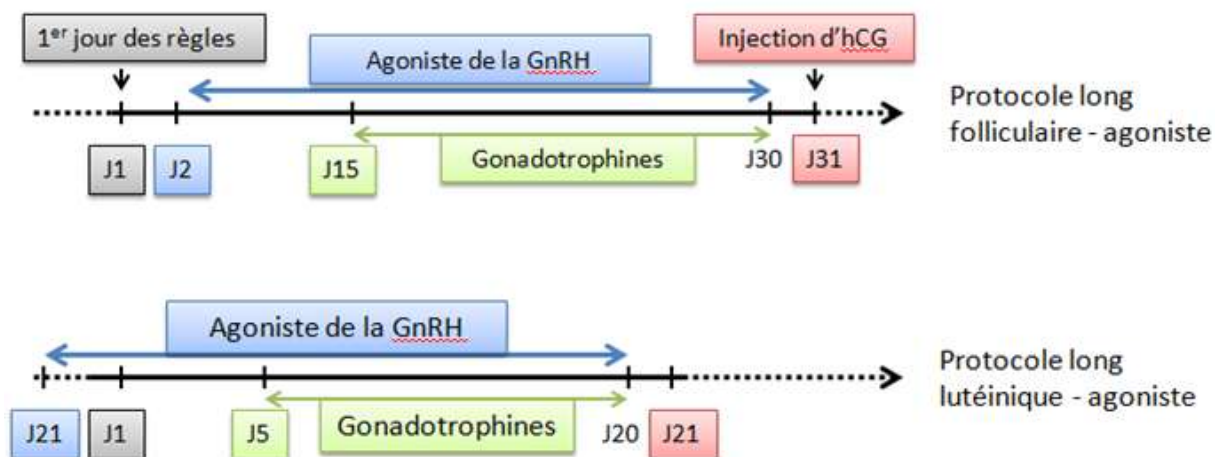 1er jour des règles
Agoniste de la GnRH
Injection d'hCG
Protocole long
folliculaire - agoniste
Gonadotrophines
J1
J2
J15
J30
J31
Agoniste de la GnRH
Protocole long
lutéinique - agoniste
Gonadotrophines
J21
J1
J5
J20
J21